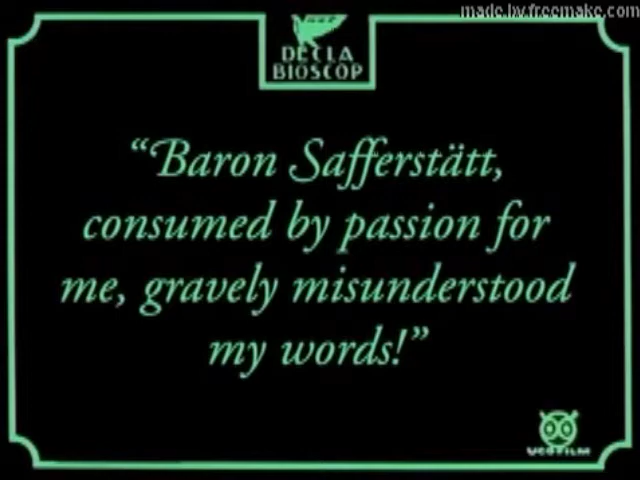 made.by.freemake.com
DECLA
BIOSCOP
“Baron Safferstätt,
consumed by passion for
me, gravely misunderstood
my words!”